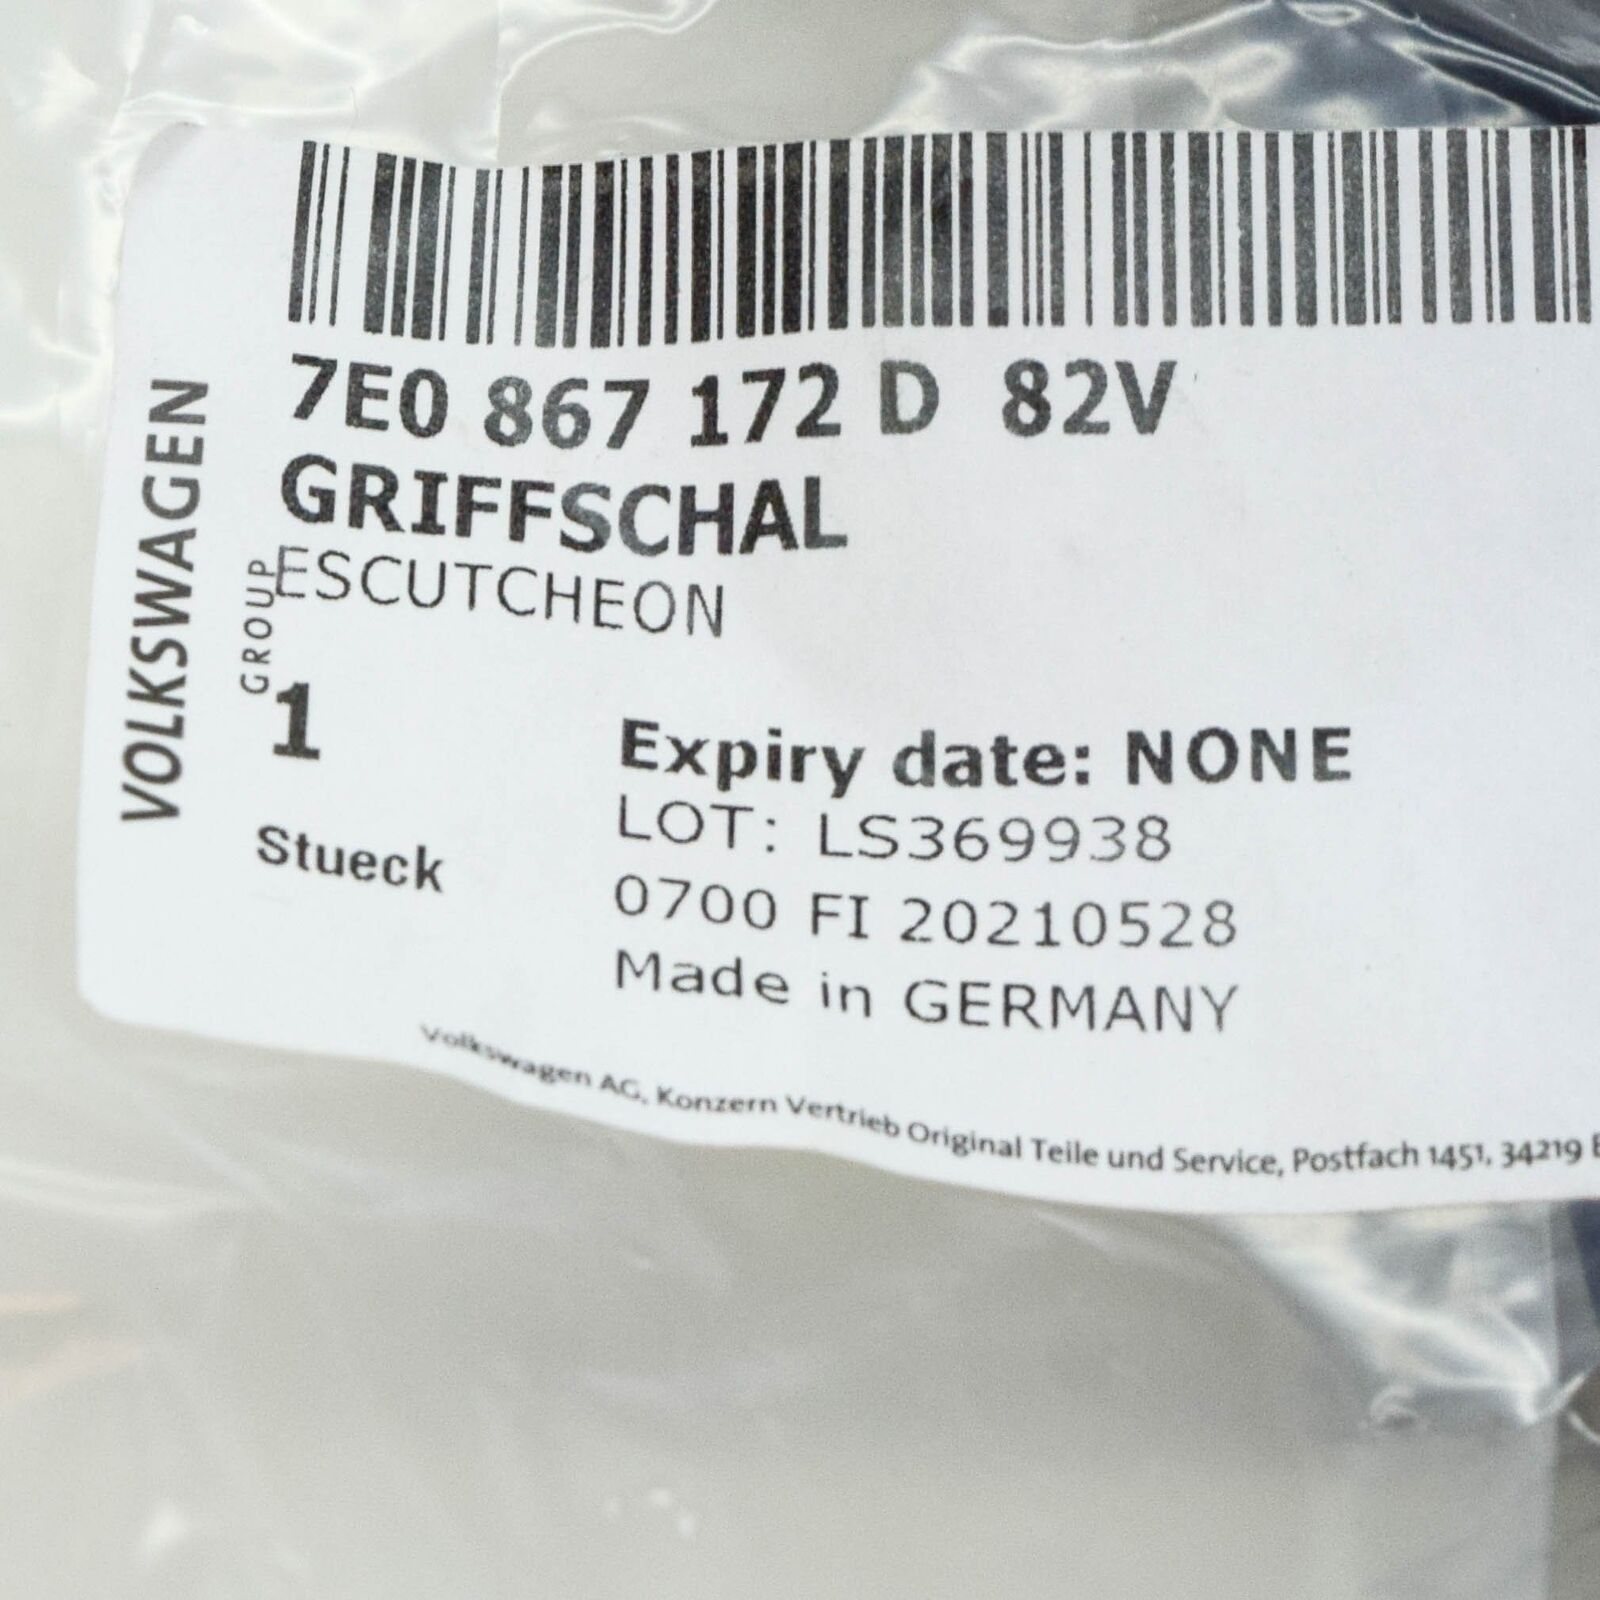 VOLKSWAGEN
GROUP
7E0 867 172 D 82V
GRIFFSCHAL
ESCUTCHEON
1
Stueck
Expiry date: NONE
LOT: LS369938
0700 FI 20210528
Made in GERMANY
Volkswagen AG, Konzern Vertrieb Original Teile und Service, Postfach 1451, 34219